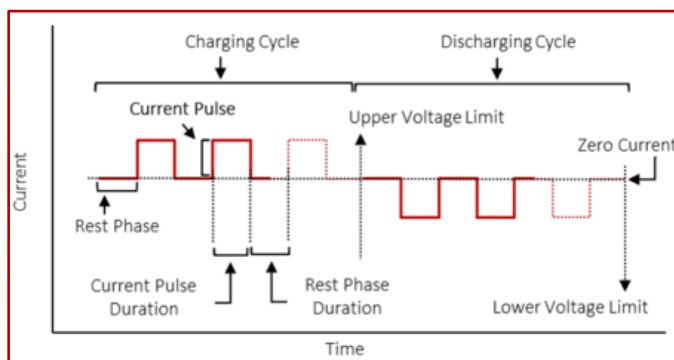 Charging Cycle
Discharging Cycle
Current Pulse
Upper Voltage Limit
Zero Current
Current
Rest Phase
Current Pulse
Duration
Rest Phase
Duration
Lower Voltage Limit
Time